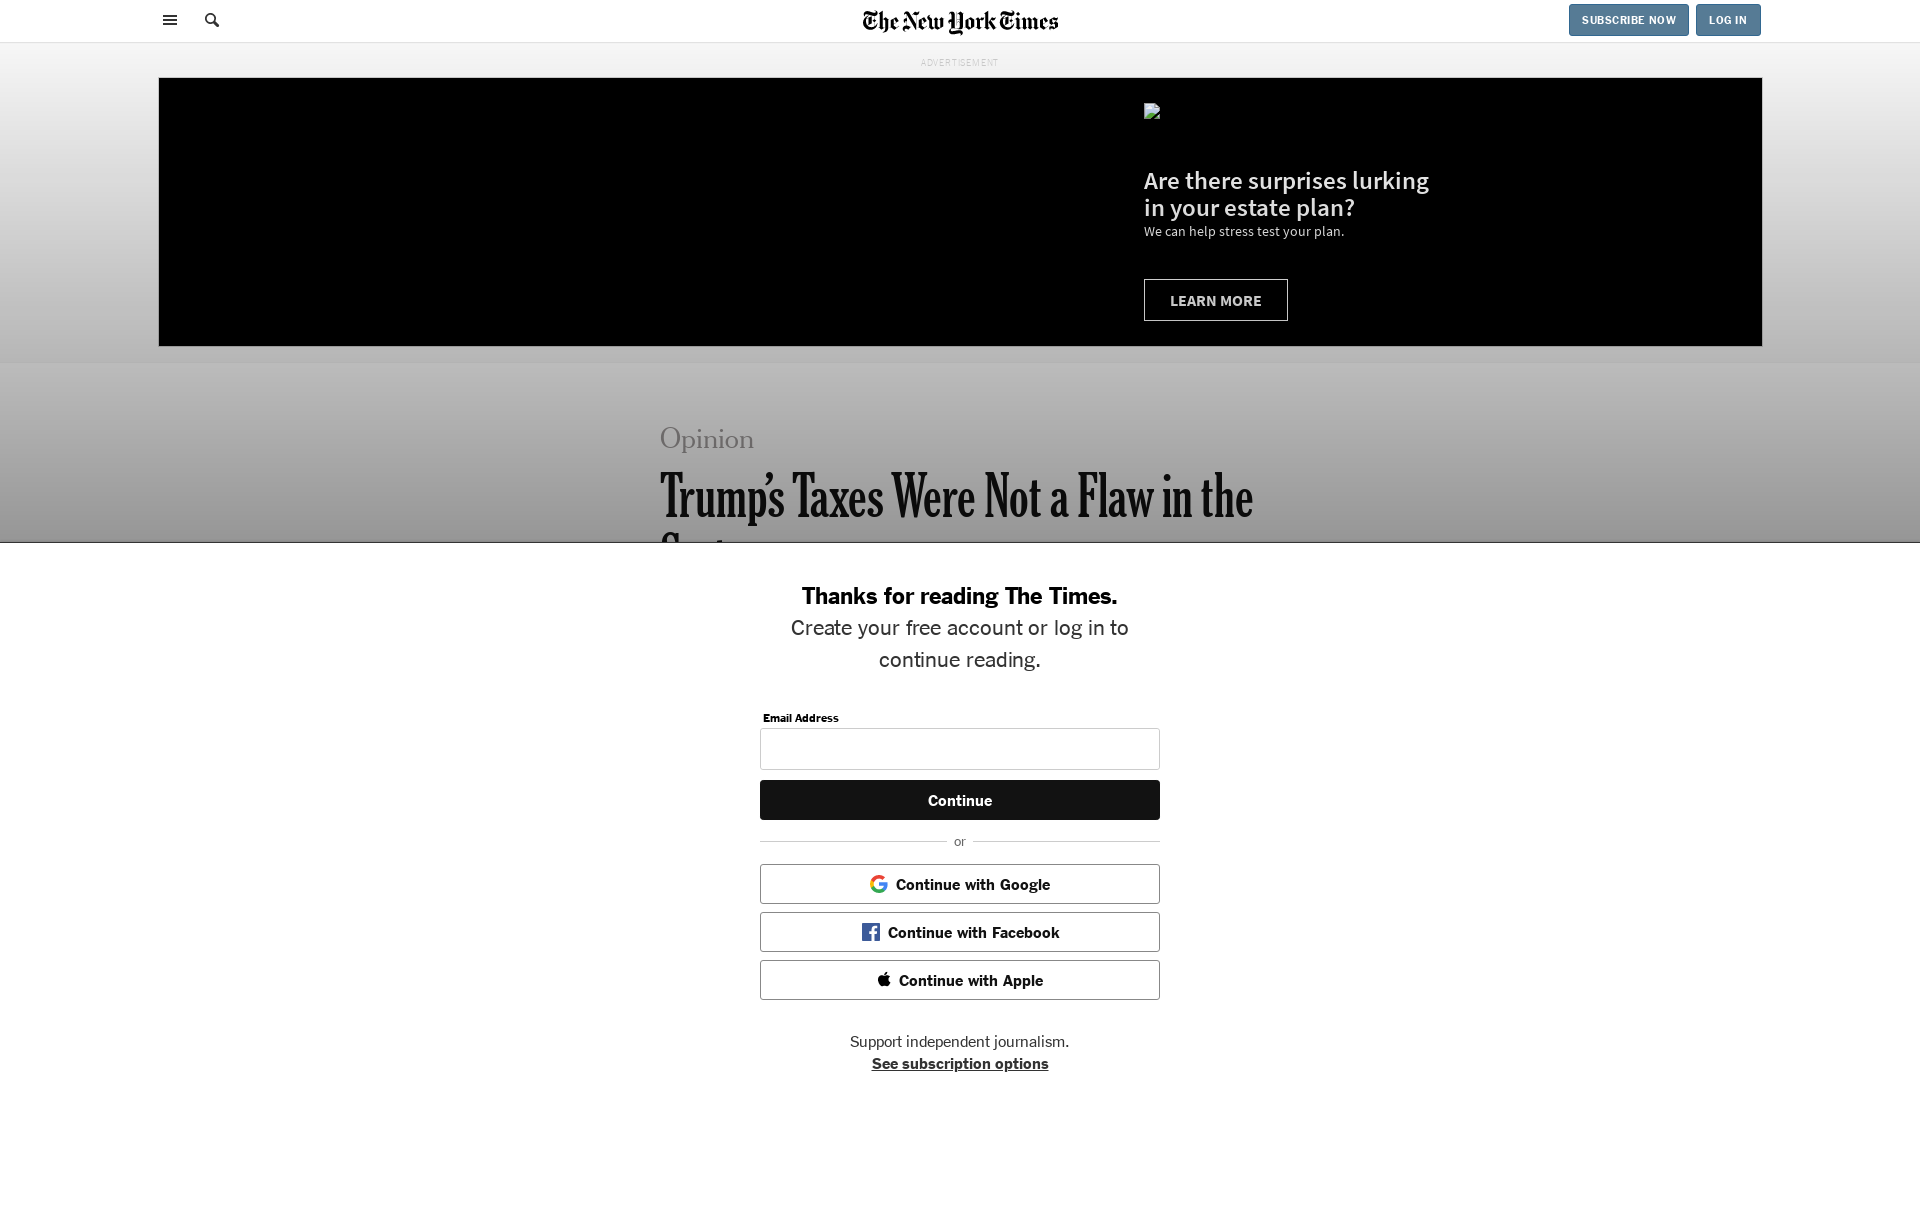 The New York Times
SUBSCRIBE NOW
LOG IN
ADVERTISEMENT
Are there surprises lurking
in your estate plan?
We can help stress test your plan.
LEARN MORE
Opinion
Trump’s Taxes Were Not a Flaw in the
Thanks for reading The Times.
Create your free account or log in to
continue reading.
Email Address
Continue
or
Continue with Google
Continue with Facebook
Continue with Apple
Support independent journalism.
See subscription options